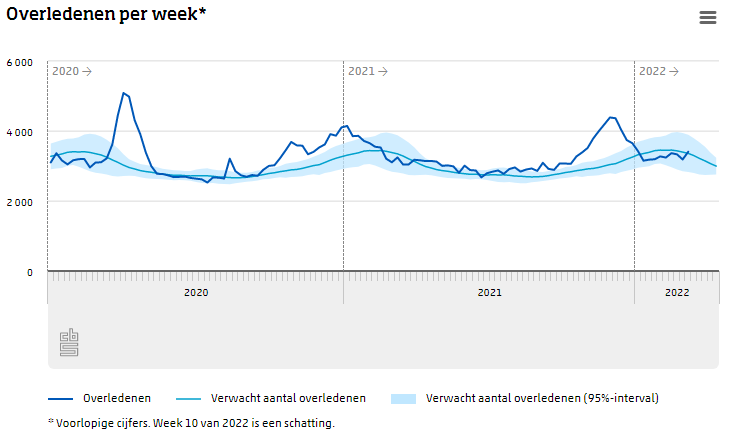 Overledenen per week*
6 000
2020 →
2021 →
2022 →
4 000
2 000
0
2020
2021
2022
cbs
Overledenen
Verwacht aantal overledenen
Verwacht aantal overledenen (95%-interval)
* Voorlopige cijfers. Week 10 van 2022 is een schatting.